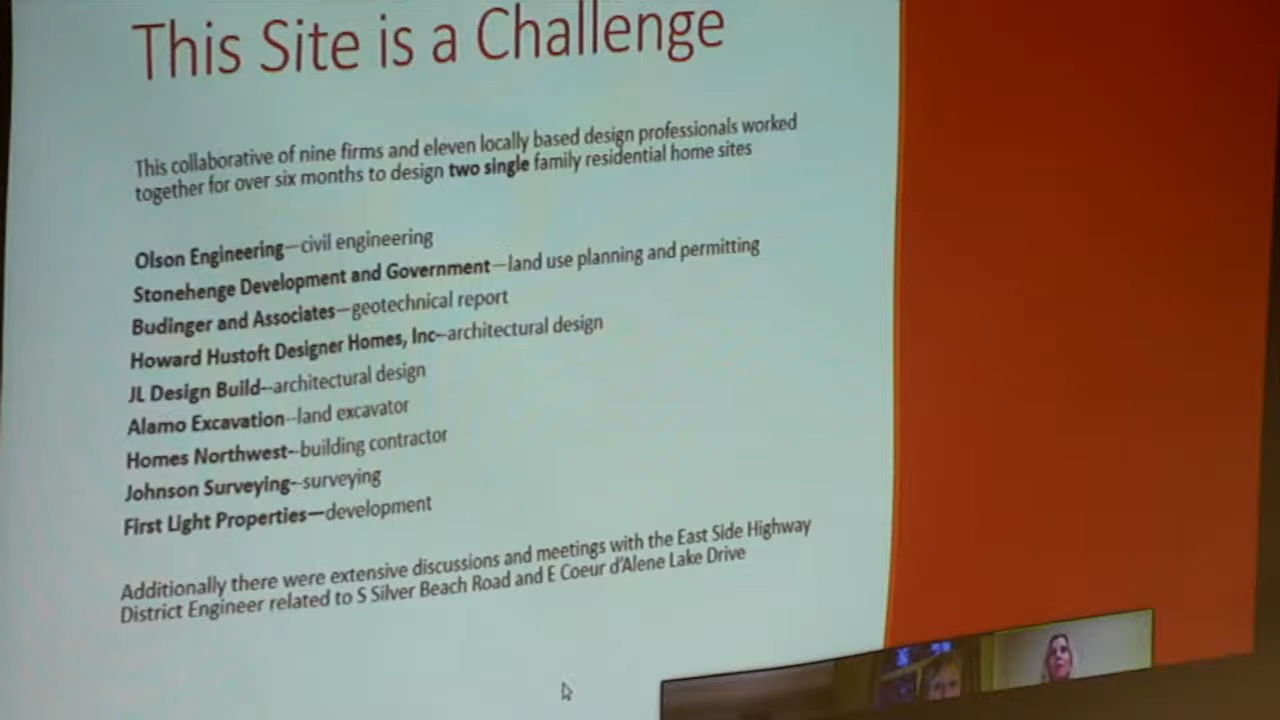 This Site is a Challenge
This collaborative of nine firms and eleven locally based design professionals worked
together for over six months to design two single family residential home sites
Olson Engineering—civil engineering
Stonehenge Development and Government—land use planning and permitting
Budinger and Associates—geotechnical report
Howard Hustoft Designer Homes, Inc--architectural design
JL Design Build--architectural design
Alamo Excavation--land excavator
Homes Northwest--building contractor
Johnson Surveying--surveying
First Light Properties—development
Additionally there were extensive discussions and meetings with the East Side Highway
District Engineer related to S Silver Beach Road and E Coeur d'Alene Lake Drive